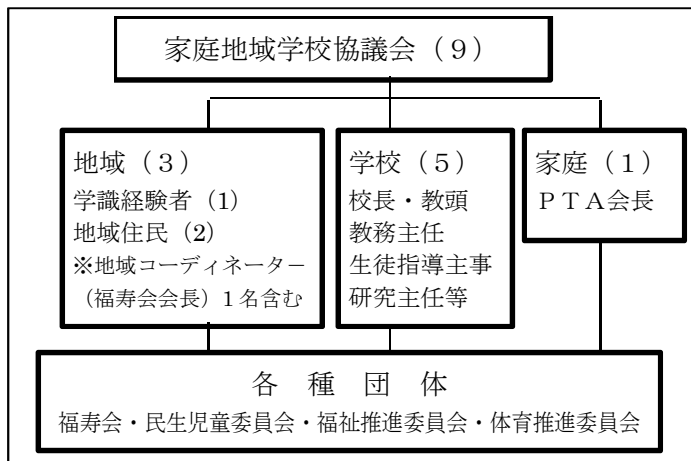 家庭地域学校協議会（９）
地域（３）
学識経験者（1）
地域住民（2）
※地域コーディネーター
（福寿会会長）１名含む
学校（５）
校長・教頭
教務主任
生徒指導主事
研究主任等
家庭（１）
ＰＴＡ会長
各　種　団　体
福寿会・民生児童委員会・福祉推進委員会・体育推進委員会